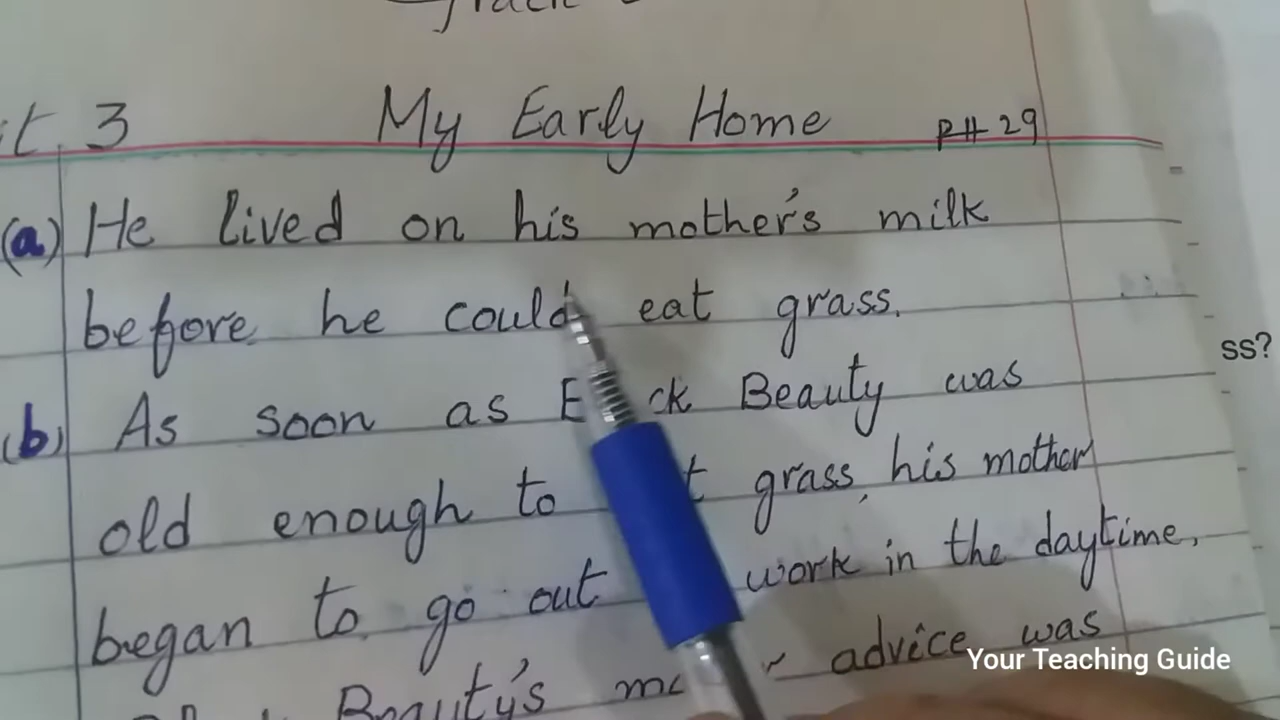 3 My Early Home P# 29
(a) He lived on his mother's milk
before he could eat grass.
ss?
(b) As soon as Beauty was
old enough to grass, his mother
began to go out work in the daytime,
Beauty's advice was
Your Teaching Guide